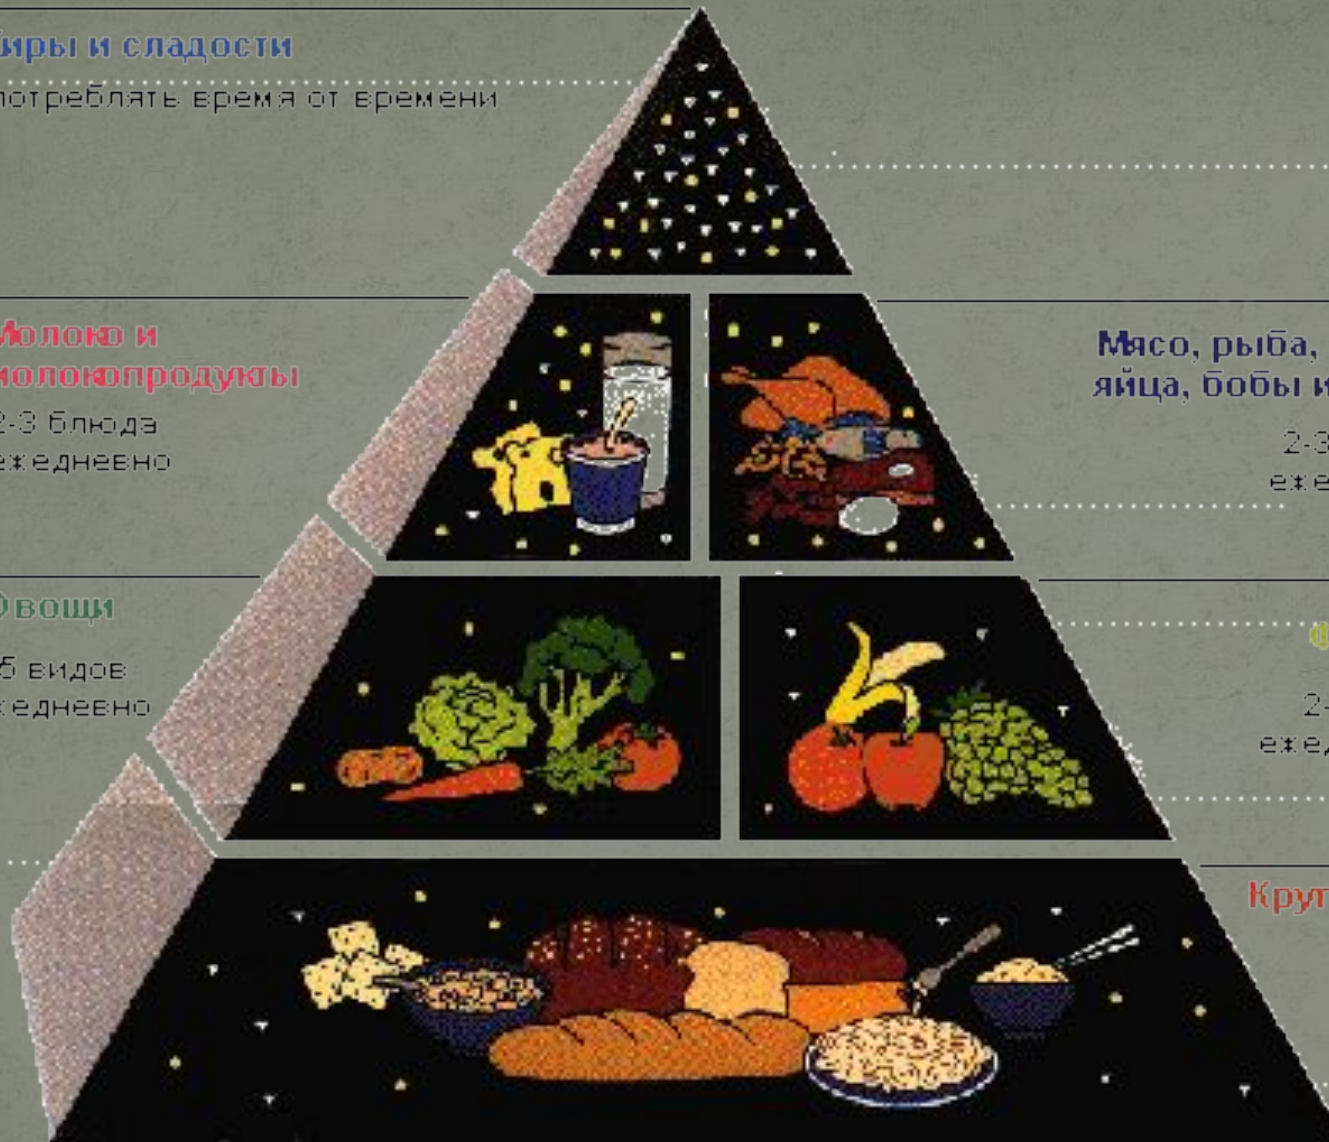 иры и сладости
потреблять время от времени
Молоко и
молокопродукты
2-3 блюда
ежедневно
Мясо, рыба,
яйца, бобы и
2-3
еже
Овощи
5 видов
жедневно
2-
ежед
Круп